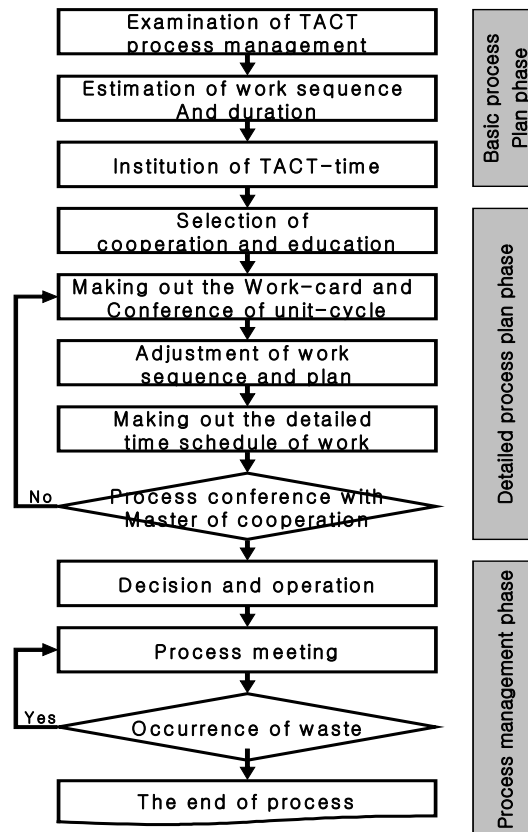 Examination of TACT
process management
Estimation of work sequence
And duration
Institution of TACT-time
Basic process
Plan phase
Selection of
cooperation and education
Making out the Work-card and
Conference of unit-cycle
Adjustment of work
sequence and plan
Making out the detailed
time schedule of work
No
Process conference with
Master of cooperation
Detailed process plan phase
Decision and operation
Process meeting
Yes
Occurrence of waste
The end of process
Process management phase